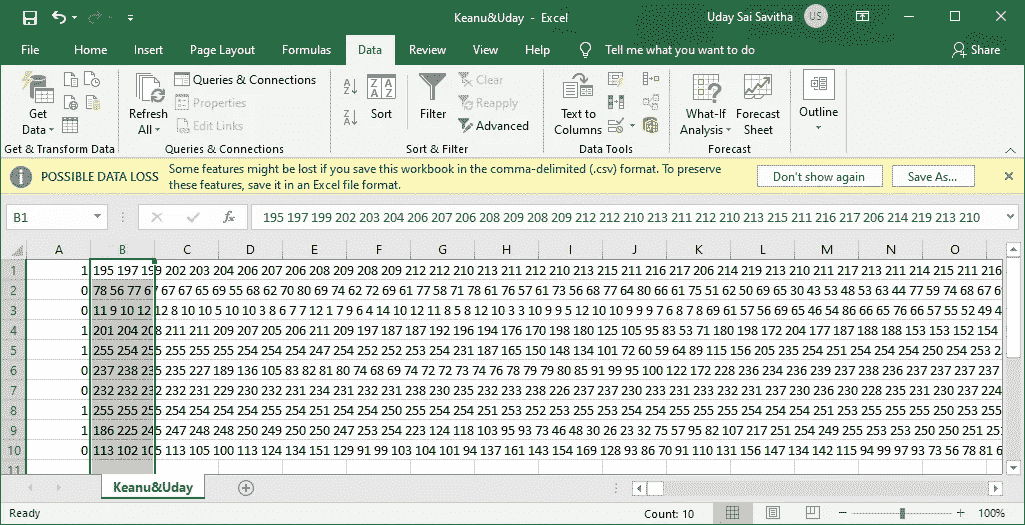 Keanu&Uday - Excel
Uday Sai Savitha US
File Home Insert Page Layout Formulas Data Review View Help Tell me what you want to do Share
Get Data
Refresh All
Queries & Connections
Properties
Edit Links
Sort
Filter
Clear
Reapply
Advanced
Text to Columns
What-If Analysis
Forecast Sheet
Outline
Get & Transform Data Queries & Connections Sort & Filter Data Tools Forecast
POSSIBLE DATA LOSS Some features might be lost if you save this workbook in the comma-delimited (.csv) format. To preserve
these features, save it in an Excel file format.
Don't show again Save As...
B1 fx 195 197 199 202 203 204 206 207 206 208 209 208 209 212 212 210 213 211 212 210 213 215 211 216 217 206 214 219 213 210
A B C D E F G H I J K L M N O
1 1 195 197 199 202 203 204 206 207 206 208 209 208 209 212 212 210 213 211 212 210 213 215 211 216 217 206 214 219 213 210 211 217 213 211 214 215 211 216
2 0 78 56 77 67 67 67 65 69 55 68 62 70 80 69 74 62 72 69 61 77 58 71 78 61 76 57 61 73 56 77 64 80 66 61 75 51 62 50 69 65 30 43 53 48 53 63 44 77 59 74 68 67
3 0 11 9 10 12 12 8 10 10 5 10 10 3 8 6 7 7 12 1 7 9 6 4 14 10 12 11 8 5 8 12 10 3 3 10 9 9 5 12 10 10 9 9 9 7 6 8 7 8 69 61 57 56 69 65 46 54 86 66 65 76 66 57 55 52 49
4 1 201 204 208 211 211 209 207 205 206 211 209 197 187 187 192 196 194 176 170 198 180 125 105 95 83 53 71 180 198 172 204 177 187 188 188 153 153 152 154
5 1 255 254 255 255 255 255 254 254 254 247 254 252 252 253 254 231 187 165 150 148 134 101 72 60 59 64 89 115 156 205 235 254 251 254 254 254 250 254 253
6 0 237 238 235 235 227 189 136 105 83 82 81 80 74 68 69 74 72 72 73 74 76 78 79 79 80 85 91 99 95 100 122 172 228 236 234 236 239 230 237 238 236 237 237 237 237
7 0 232 232 232 232 231 229 230 232 231 234 231 232 231 238 230 235 232 233 238 226 237 237 230 233 231 233 232 231 237 230 236 230 228 235 231 230 237 224
8 1 255 255 255 254 254 254 254 255 254 251 254 250 255 254 254 251 253 252 253 255 253 254 254 255 254 254 254 254 254 254 251 253 255 255 255 250 253 255
9 1 186 225 245 247 248 248 250 249 250 250 247 253 254 223 124 118 103 95 93 73 46 48 30 26 23 32 75 57 95 82 107 217 251 254 249 255 253 253 250 250 251
10 0 113 102 105 113 105 100 113 124 134 151 129 91 99 103 104 101 94 137 161 143 154 169 128 93 86 70 91 110 131 156 147 134 142 115 94 99 97 93 73 56 78 81
11
Keanu&Uday
Ready Count: 10 100%